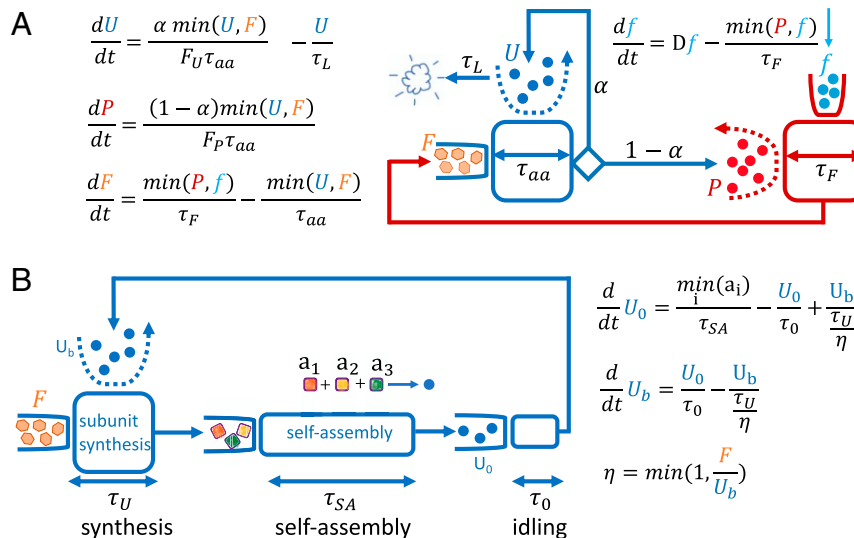 A
dU/dt = α min(U, F)/F_U τ_aa − U/τ_L
dP/dt = (1 − α)min(U, F)/F_P τ_aa
dF/dt = min(P, f)/τ_F − min(U, F)/τ_aa
df/dt = Df − min(P, f)/τ_F
τ_L
U
α
f
F
τ_aa
1 − α
P
τ_F
B
U_b
F
subunit
synthesis
a_1 + a_2 + a_3
self-assembly
U_0
τ_U
synthesis
τ_SA
self-assembly
τ_0
idling
d/dt U_0 = min_i(a_i)/τ_SA − U_0/τ_0 + U_b/(τ_U/η)
d/dt U_b = U_0/τ_0 − U_b/(τ_U/η)
η = min(1, F/U_b)